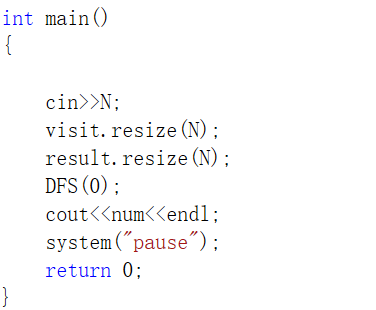 int main()
{
    cin>>N;
    visit.resize(N);
    result.resize(N);
    DFS(0);
    cout<<num<<endl;
    system("pause");
    return 0;
}